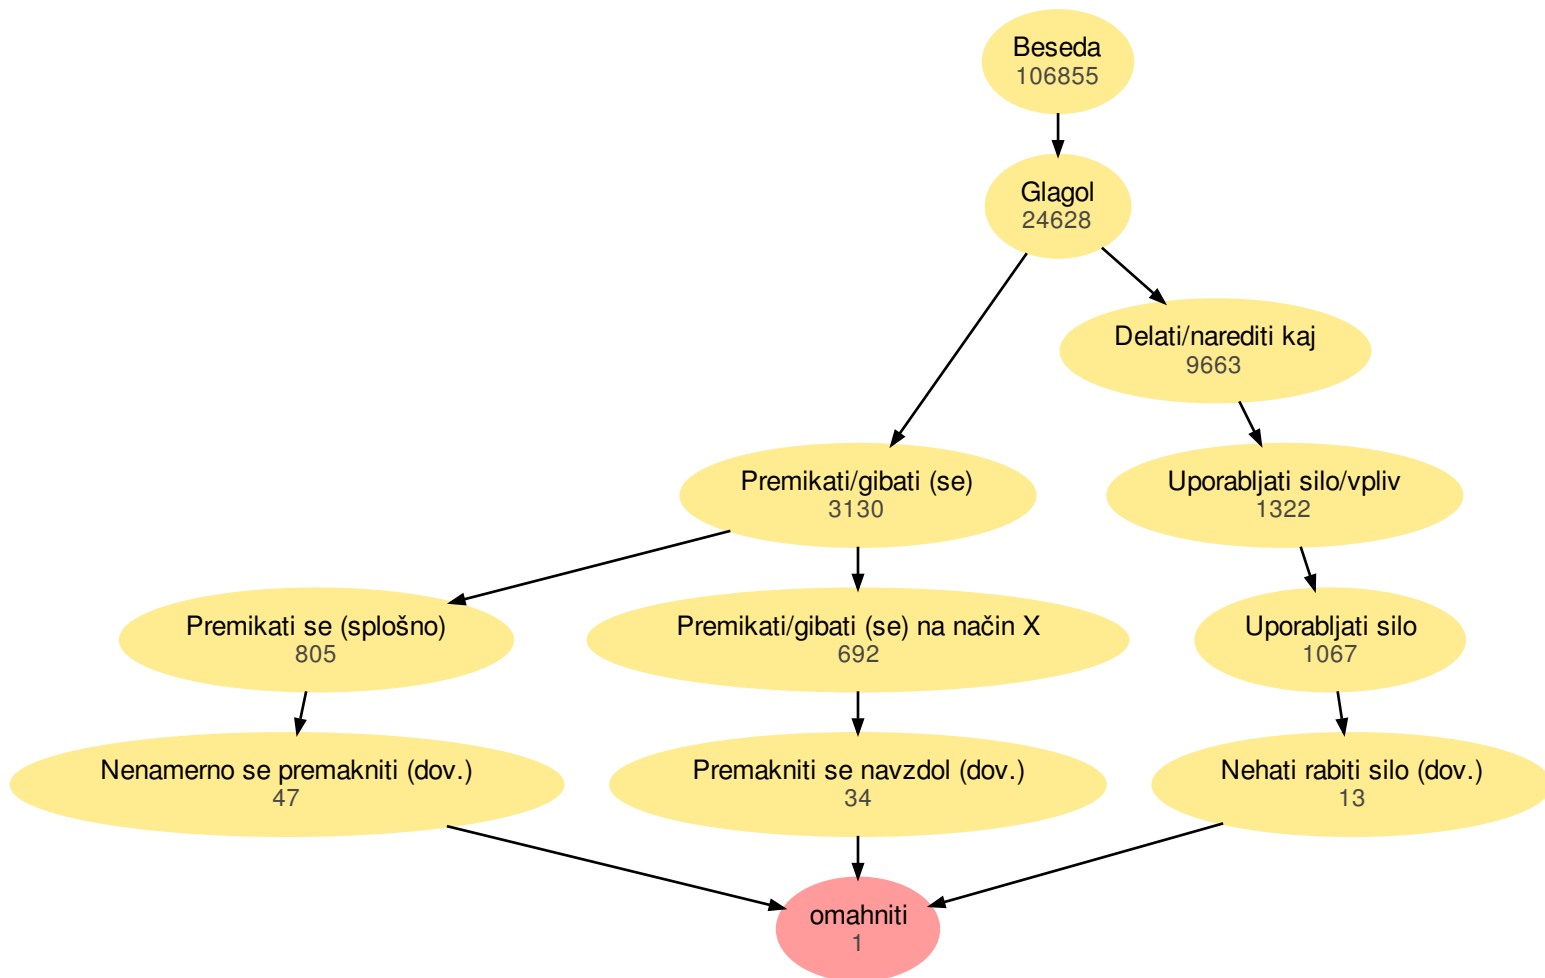 Beseda
106855
Glagol
24628
Delati/narediti kaj
9663
Premikati/gibati (se)
3130
Uporabljati silo/vpliv
1322
Premikati se (splošno)
805
Premikati/gibati (se) na način X
692
Uporabljati silo
1067
Nenamerno se premakniti (dov.)
47
Premakniti se navzdol (dov.)
34
Nehati rabiti silo (dov.)
13
omahniti
1